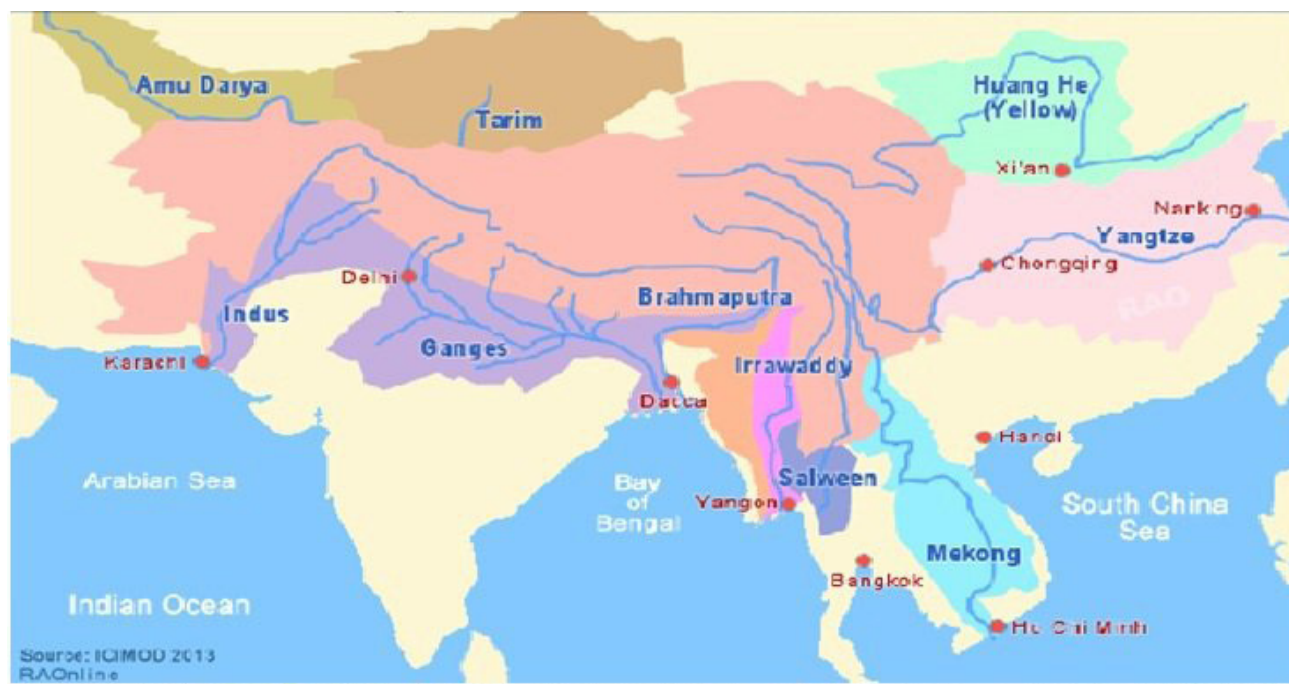 Amu Darya
Tarim
Huang He
(Yellow)
Xi'an
Nanking
Yangtze
Chongqing
RAO
Delhi
Indus
Brahmaputra
Ganges
Karachi
Irrawaddy
Dacca
Hanoi
Arabian Sea
Bay
of
Bengal
Salween
Yangon
South China
Sea
Mekong
Bangkok
Indian Ocean
Ho Chi Minh
Source: ICIMOD 2013
RAOnline